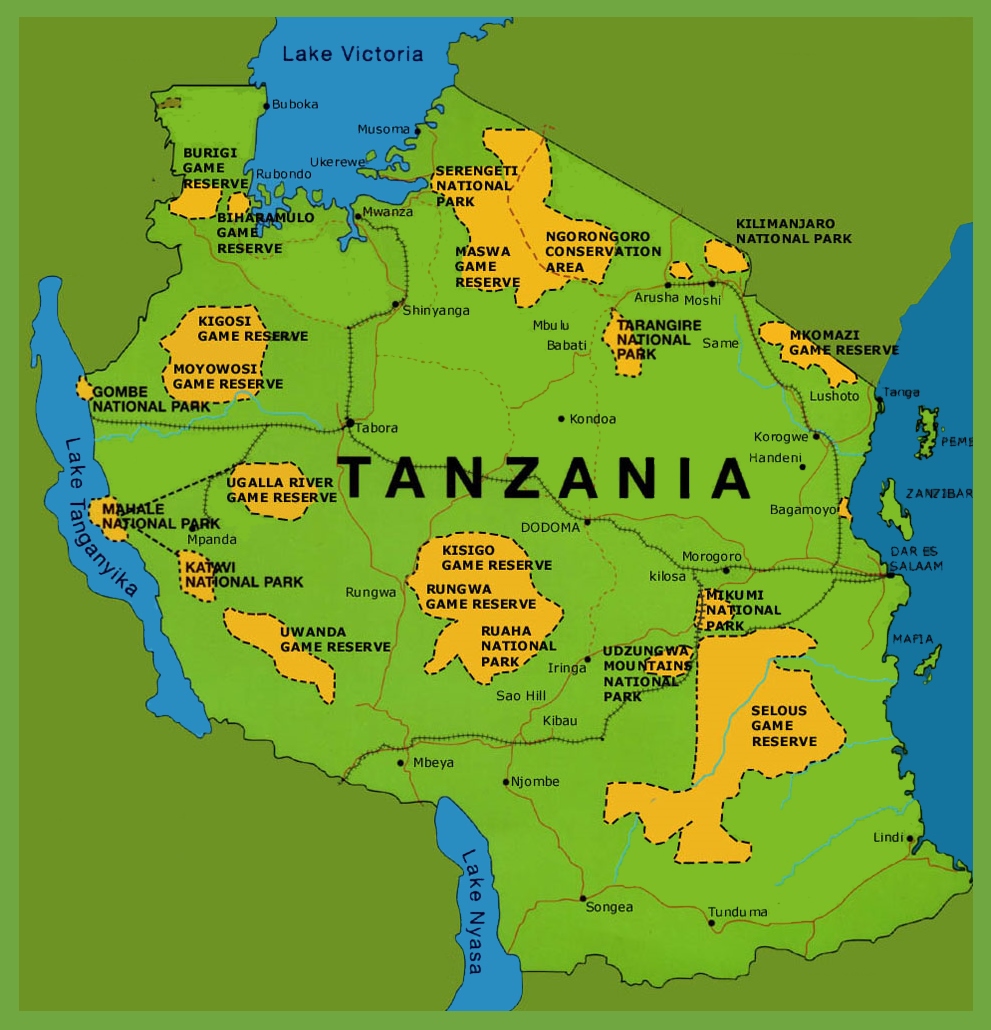 Lake Victoria
Buboka
Musoma
BURIGI
GAME
RESERVE
Ukerewe
Rubondo
SERENGETI
NATIONAL
PARK
Mwanza
BIHARAMULO
GAME
RESERVE
KILIMANJARO
NATIONAL PARK
NGORONGORO
CONSERVATION
AREA
MASWA
GAME
RESERVE
Arusha
Moshi
Shinyanga
KIGOSI
GAME RESERVE
Mbulu
Babati
TARANGIRE
NATIONAL
PARK
Same
MKOMAZI
GAME RESERVE
MOYOWOSI
GAME RESERVE
GOMBE
NATIONAL PARK
Lushoto
Tanga
Kondoa
Tabora
Korogwe
PEME
Handeni
Lake Tanganyika
TANZANIA
UGALLA RIVER
GAME RESERVE
ZANZIBAR
MAHALE
NATIONAL PARK
Bagamoyo
DODOMA
Mpanda
KISIGO
GAME RESERVE
Morogoro
DAR ES
SALAAM
KATAVI
NATIONAL PARK
kilosa
Rungwa
RUNGWA
GAME RESERVE
MIKUMI
NATIONAL
PARK
UWANDA
GAME RESERVE
RUAHA
NATIONAL
PARK
MAFIA
UDZUNGWA
MOUNTAINS
NATIONAL
PARK
Iringa
Sao Hill
Kibau
SELOUS
GAME
RESERVE
Mbeya
Njombe
Lindi
Lake Nyasa
Songea
Tunduma